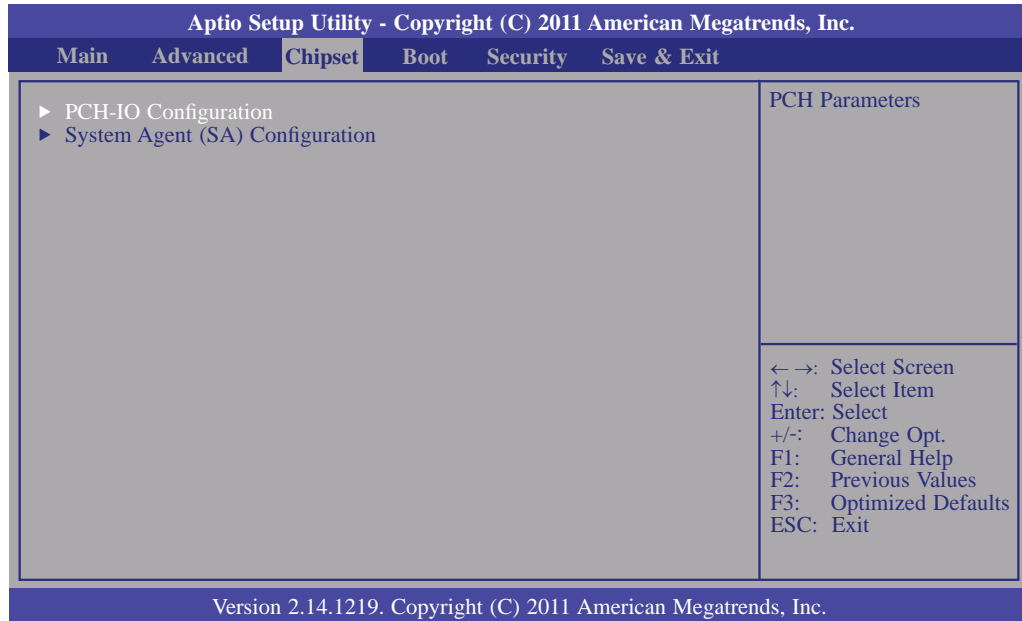 Aptio Setup Utility - Copyright (C) 2011 American Megatrends, Inc.
Main Advanced Chipset Boot Security Save & Exit
► PCH-IO Configuration
► System Agent (SA) Configuration
PCH Parameters
← →: Select Screen
↑↓: Select Item
Enter: Select
+/-: Change Opt.
F1: General Help
F2: Previous Values
F3: Optimized Defaults
ESC: Exit
Version 2.14.1219. Copyright (C) 2011 American Megatrends, Inc.